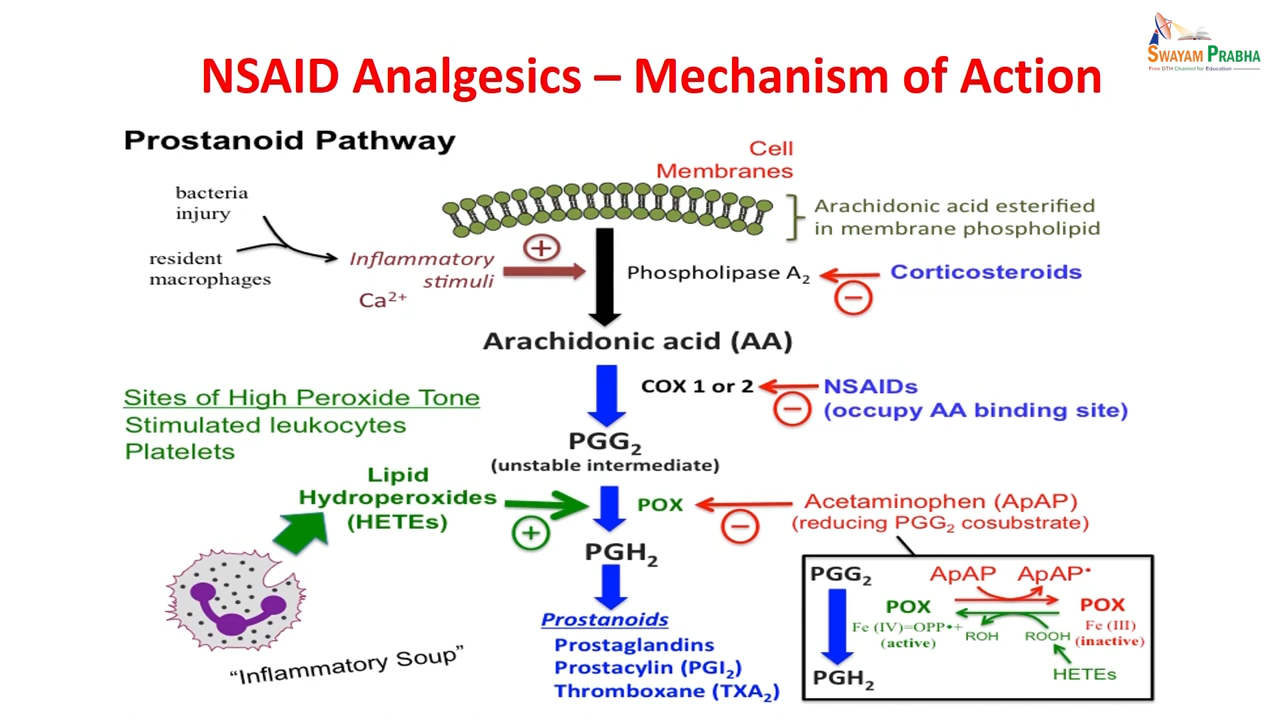 SWAYAM PRABHA
Free DTH Channel for Education
NSAID Analgesics – Mechanism of Action
Prostanoid Pathway
Cell
Membranes
bacteria
injury
resident
macrophages
Inflammatory
stimuli
Ca²⁺
+
Arachidonic acid esterified
in membrane phospholipid
Phospholipase A₂
Corticosteroids
−
Arachidonic acid (AA)
COX 1 or 2
NSAIDs
(occupy AA binding site)
−
Sites of High Peroxide Tone
Stimulated leukocytes
Platelets
PGG₂
(unstable intermediate)
Lipid
Hydroperoxides
(HETEs)
+
POX
Acetaminophen (ApAP)
(reducing PGG₂ cosubstrate)
−
PGH₂
Prostanoids
Prostaglandins
Prostacylin (PGI₂)
Thromboxane (TXA₂)
"Inflammatory Soup"
PGG₂
ApAP ApAP•
POX
Fe (IV)=OPP•+
(active)
POX
Fe (III)
(inactive)
ROH ROOH
HETEs
PGH₂